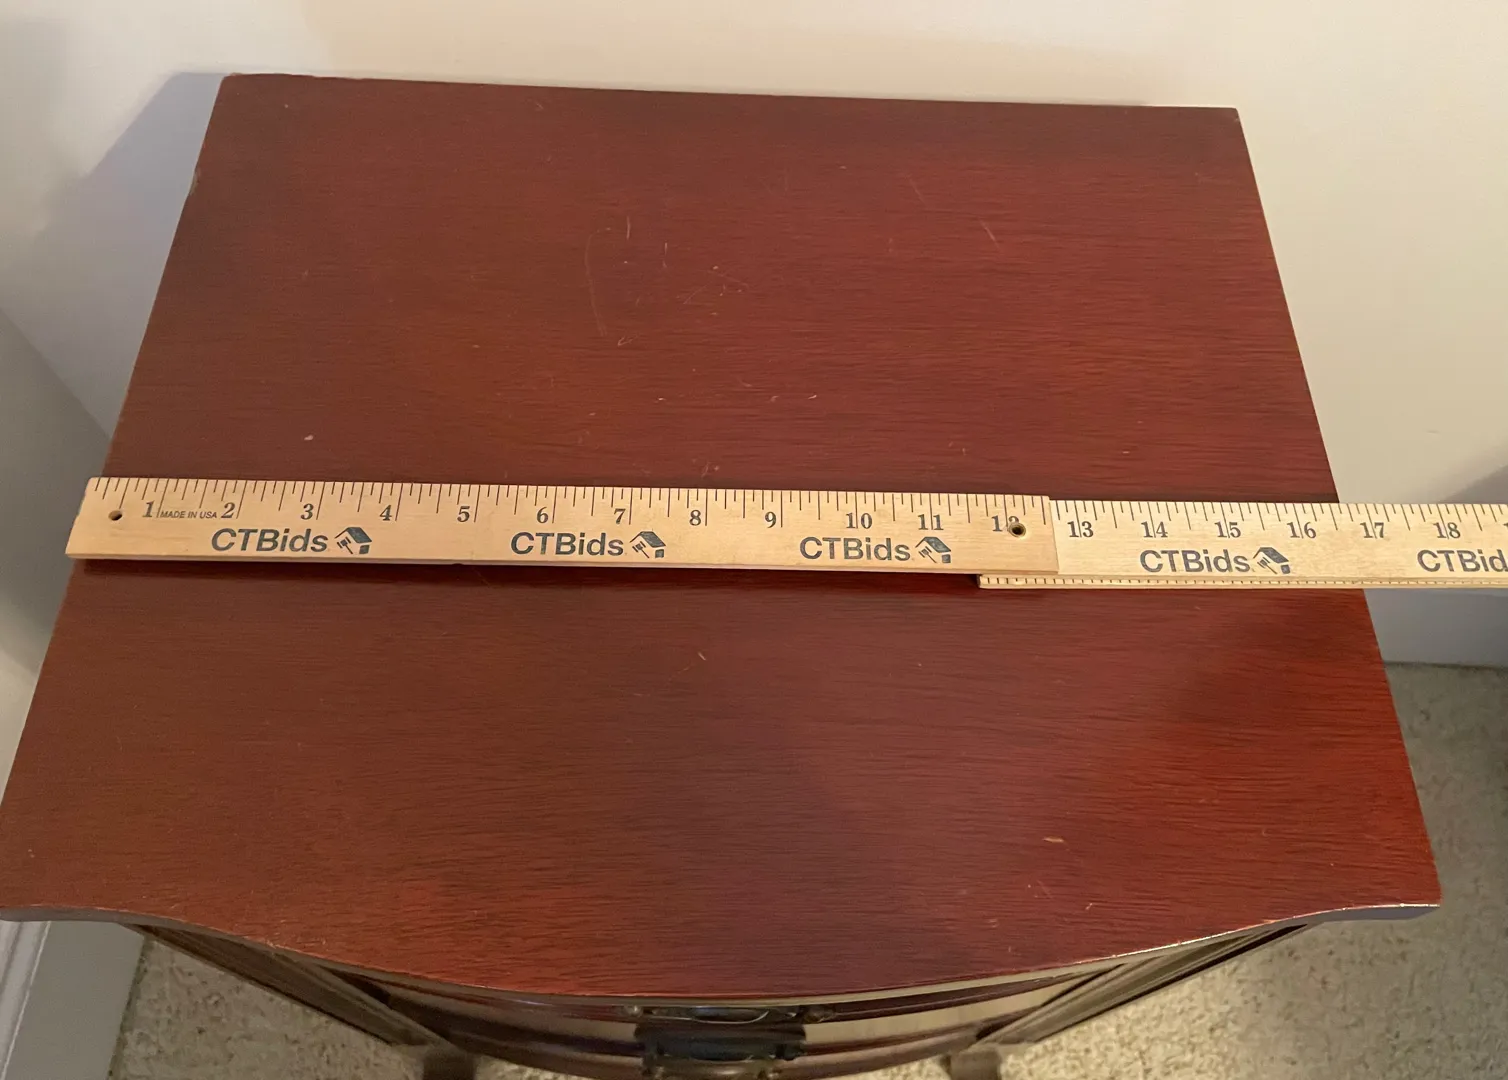 1 MADE IN USA 2 3 4 5 6 7 8 9 10 11 12 13 14 15 16 17 18
CTBids CTBids CTBids CTBids CTBid